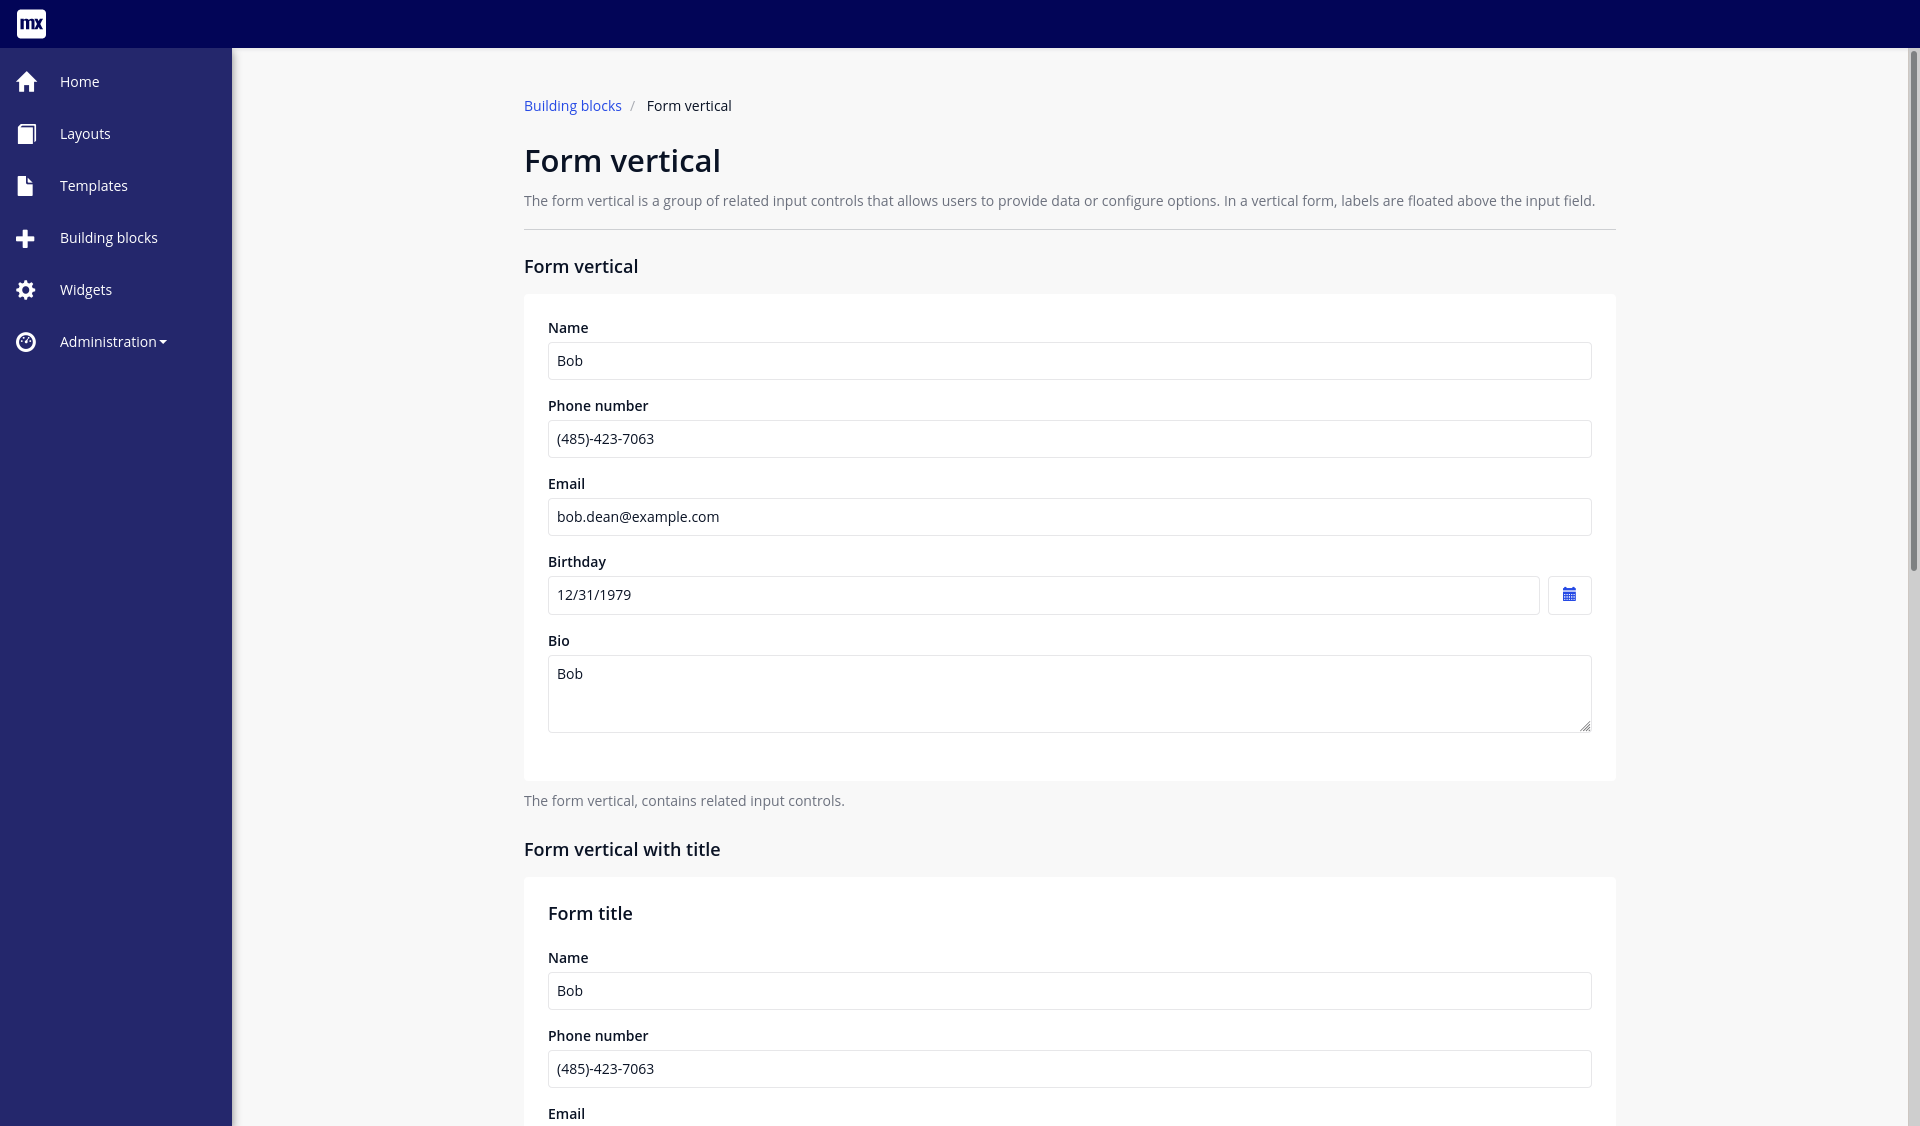 mx
Home
Layouts
Templates
Building blocks
Widgets
Administration
Building blocks / Form vertical
Form vertical
The form vertical is a group of related input controls that allows users to provide data or configure options. In a vertical form, labels are floated above the input field.
Form vertical
Name
Bob
Phone number
(485)-423-7063
Email
bob.dean@example.com
Birthday
12/31/1979
Bio
Bob
The form vertical, contains related input controls.
Form vertical with title
Form title
Name
Bob
Phone number
(485)-423-7063
Email